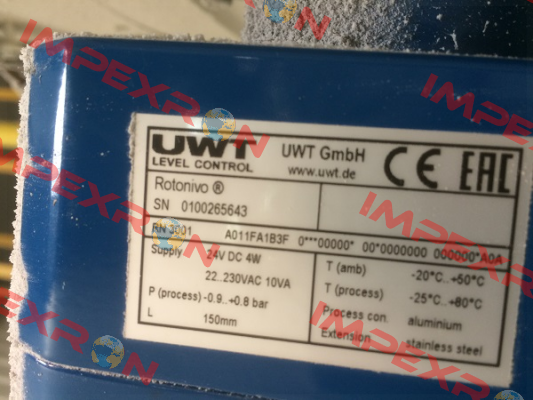 UWT
LEVEL CONTROL
UWT GmbH
www.uwt.de
CE EAC
Rotonivo ®
SN 0100265643
RN 3001 A011FA1B3F 0***00000* 00*0000000 000000*A0A
Supply 24V DC 4W
22..230VAC 10VA
P (process) -0.9..+0.8 bar
L 150mm
T (amb) -20°C..+60°C
T (process) -25°C..+80°C
Process con. aluminium
Extension stainless steel
IMPEXRON
IMPEXRON
IMPEXRON
IMPEXRON
IMPEXRON
IMPEXRON